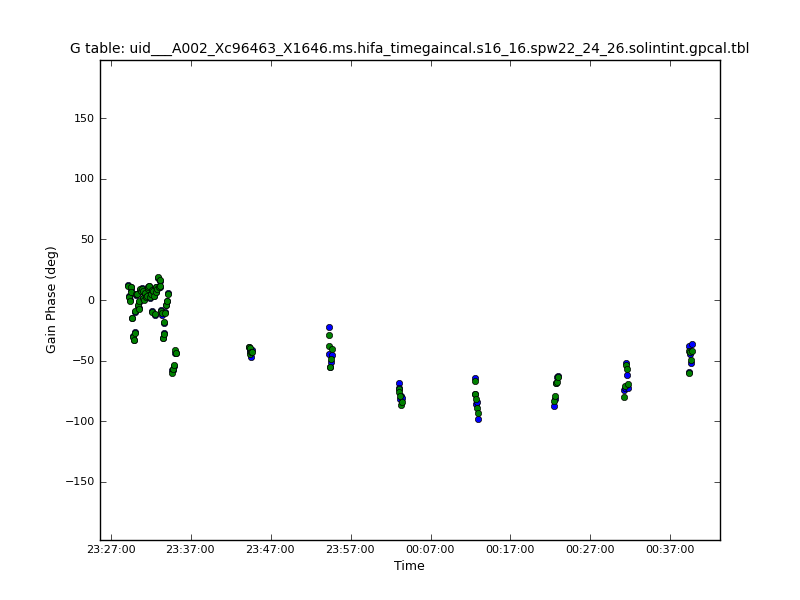 G table: uid___A002_Xc96463_X1646.ms.hifa_timegaincal.s16_16.spw22_24_26.solintint.gpcal.tbl
Gain Phase (deg)
150
100
50
0
−50
−100
−150
23:27:00 23:37:00 23:47:00 23:57:00 00:07:00 00:17:00 00:27:00 00:37:00
Time